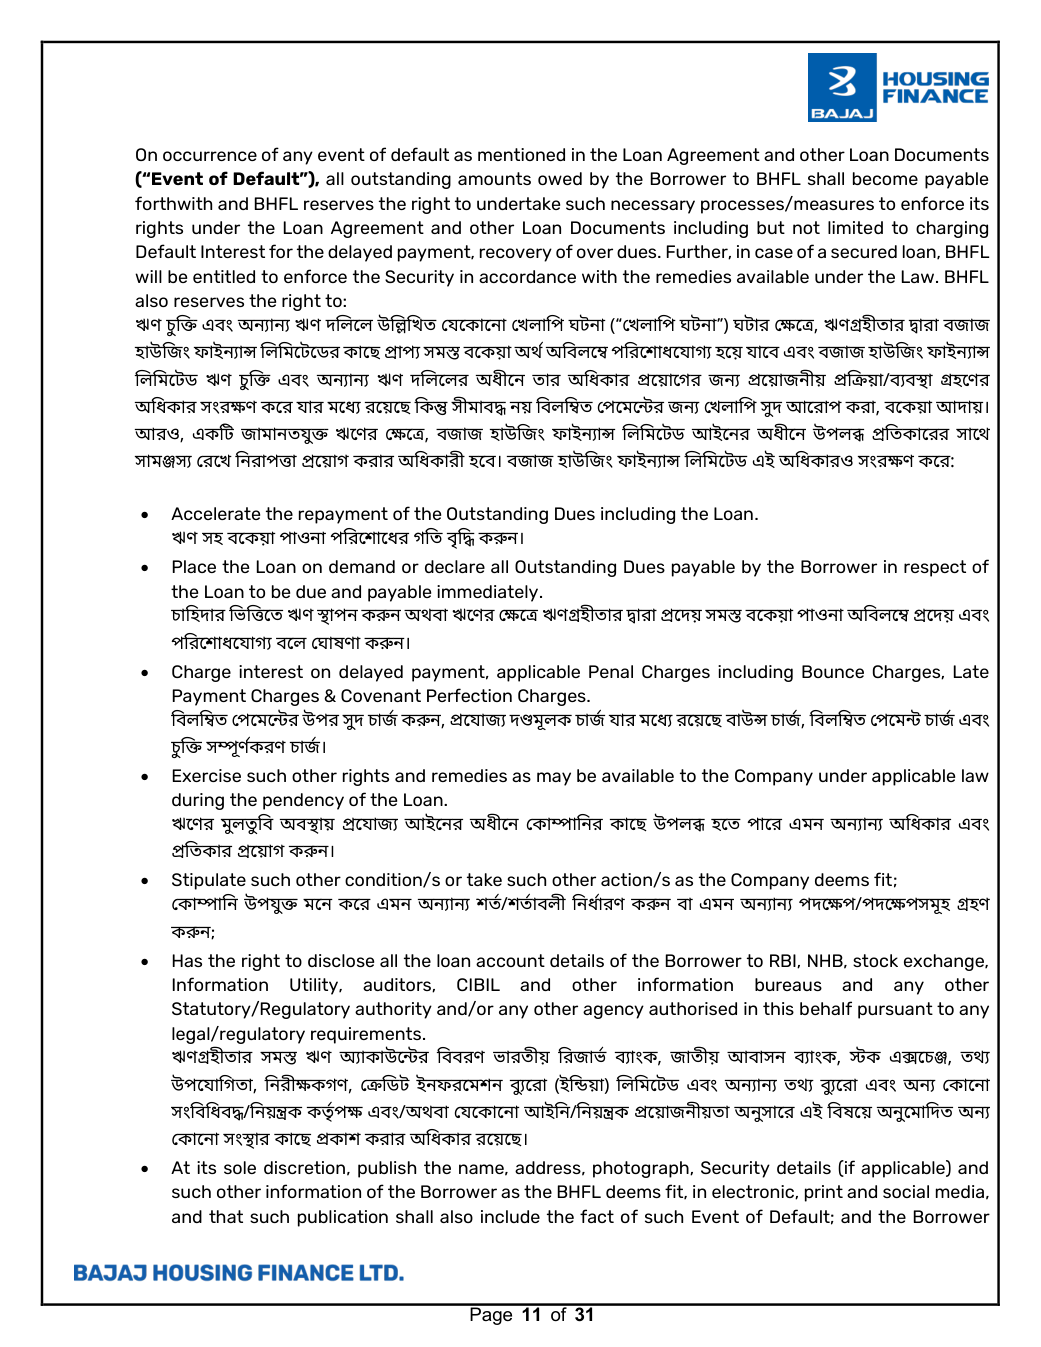 HOUSING
FINANCE
BAJAJ
On occurrence of any event of default as mentioned in the Loan Agreement and other Loan Documents
(“Event of Default”), all outstanding amounts owed by the Borrower to BHFL shall become payable
forthwith and BHFL reserves the right to undertake such necessary processes/measures to enforce its
rights under the Loan Agreement and other Loan Documents including but not limited to charging
Default Interest for the delayed payment, recovery of over dues. Further, in case of a secured loan, BHFL
will be entitled to enforce the Security in accordance with the remedies available under the Law. BHFL
also reserves the right to:
ঋণ চুক্তি এবং অন্যান্য ঋণ দলিলে উল্লিখিত যেকোনো খেলাপি ঘটনা (“খেলাপি ঘটনা”) ঘটার ক্ষেত্রে, ঋণগ্রহীতার দ্বারা বজাজ
হাউজিং ফাইন্যান্স লিমিটেডের কাছে প্রাপ্য সমস্ত বকেয়া অর্থ অবিলম্বে পরিশোধযোগ্য হয়ে যাবে এবং বজাজ হাউজিং ফাইন্যান্স
লিমিটেড ঋণ চুক্তি এবং অন্যান্য ঋণ দলিলের অধীনে তার অধিকার প্রয়োগের জন্য প্রয়োজনীয় প্রক্রিয়া/ব্যবস্থা গ্রহণের
অধিকার সংরক্ষণ করে যার মধ্যে রয়েছে কিন্তু সীমাবদ্ধ নয় বিলম্বিত পেমেন্টের জন্য খেলাপি সুদ আরোপ করা, বকেয়া আদায়।
আরও, একটি জামানতযুক্ত ঋণের ক্ষেত্রে, বজাজ হাউজিং ফাইন্যান্স লিমিটেড আইনের অধীনে উপলব্ধ প্রতিকারের সাথে
সামঞ্জস্য রেখে নিরাপত্তা প্রয়োগ করার অধিকারী হবে। বজাজ হাউজিং ফাইন্যান্স লিমিটেড এই অধিকারও সংরক্ষণ করে:
• Accelerate the repayment of the Outstanding Dues including the Loan.
ঋণ সহ বকেয়া পাওনা পরিশোধের গতি বৃদ্ধি করুন।
• Place the Loan on demand or declare all Outstanding Dues payable by the Borrower in respect of
the Loan to be due and payable immediately.
চাহিদার ভিত্তিতে ঋণ স্থাপন করুন অথবা ঋণের ক্ষেত্রে ঋণগ্রহীতার দ্বারা প্রদেয় সমস্ত বকেয়া পাওনা অবিলম্বে প্রদেয় এবং
পরিশোধযোগ্য বলে ঘোষণা করুন।
• Charge interest on delayed payment, applicable Penal Charges including Bounce Charges, Late
Payment Charges & Covenant Perfection Charges.
বিলম্বিত পেমেন্টের উপর সুদ চার্জ করুন, প্রযোজ্য দণ্ডমূলক চার্জ যার মধ্যে রয়েছে বাউন্স চার্জ, বিলম্বিত পেমেন্ট চার্জ এবং
চুক্তি সম্পূর্ণকরণ চার্জ।
• Exercise such other rights and remedies as may be available to the Company under applicable law
during the pendency of the Loan.
ঋণের মুলতুবি অবস্থায় প্রযোজ্য আইনের অধীনে কোম্পানির কাছে উপলব্ধ হতে পারে এমন অন্যান্য অধিকার এবং
প্রতিকার প্রয়োগ করুন।
• Stipulate such other condition/s or take such other action/s as the Company deems fit;
কোম্পানি উপযুক্ত মনে করে এমন অন্যান্য শর্ত/শর্তাবলী নির্ধারণ করুন বা এমন অন্যান্য পদক্ষেপ/পদক্ষেপসমূহ গ্রহণ
করুন;
• Has the right to disclose all the loan account details of the Borrower to RBI, NHB, stock exchange,
Information Utility, auditors, CIBIL and other information bureaus and any other
Statutory/Regulatory authority and/or any other agency authorised in this behalf pursuant to any
legal/regulatory requirements.
ঋণগ্রহীতার সমস্ত ঋণ অ্যাকাউন্টের বিবরণ ভারতীয় রিজার্ভ ব্যাংক, জাতীয় আবাসন ব্যাংক, স্টক এক্সচেঞ্জ, তথ্য
উপযোগিতা, নিরীক্ষকগণ, ক্রেডিট ইনফরমেশন ব্যুরো (ইন্ডিয়া) লিমিটেড এবং অন্যান্য তথ্য ব্যুরো এবং অন্য কোনো
সংবিধিবদ্ধ/নিয়ন্ত্রক কর্তৃপক্ষ এবং/অথবা যেকোনো আইনি/নিয়ন্ত্রক প্রয়োজনীয়তা অনুসারে এই বিষয়ে অনুমোদিত অন্য
কোনো সংস্থার কাছে প্রকাশ করার অধিকার রয়েছে।
• At its sole discretion, publish the name, address, photograph, Security details (if applicable) and
such other information of the Borrower as the BHFL deems fit, in electronic, print and social media,
and that such publication shall also include the fact of such Event of Default; and the Borrower
BAJAJ HOUSING FINANCE LTD.
Page 11 of 31